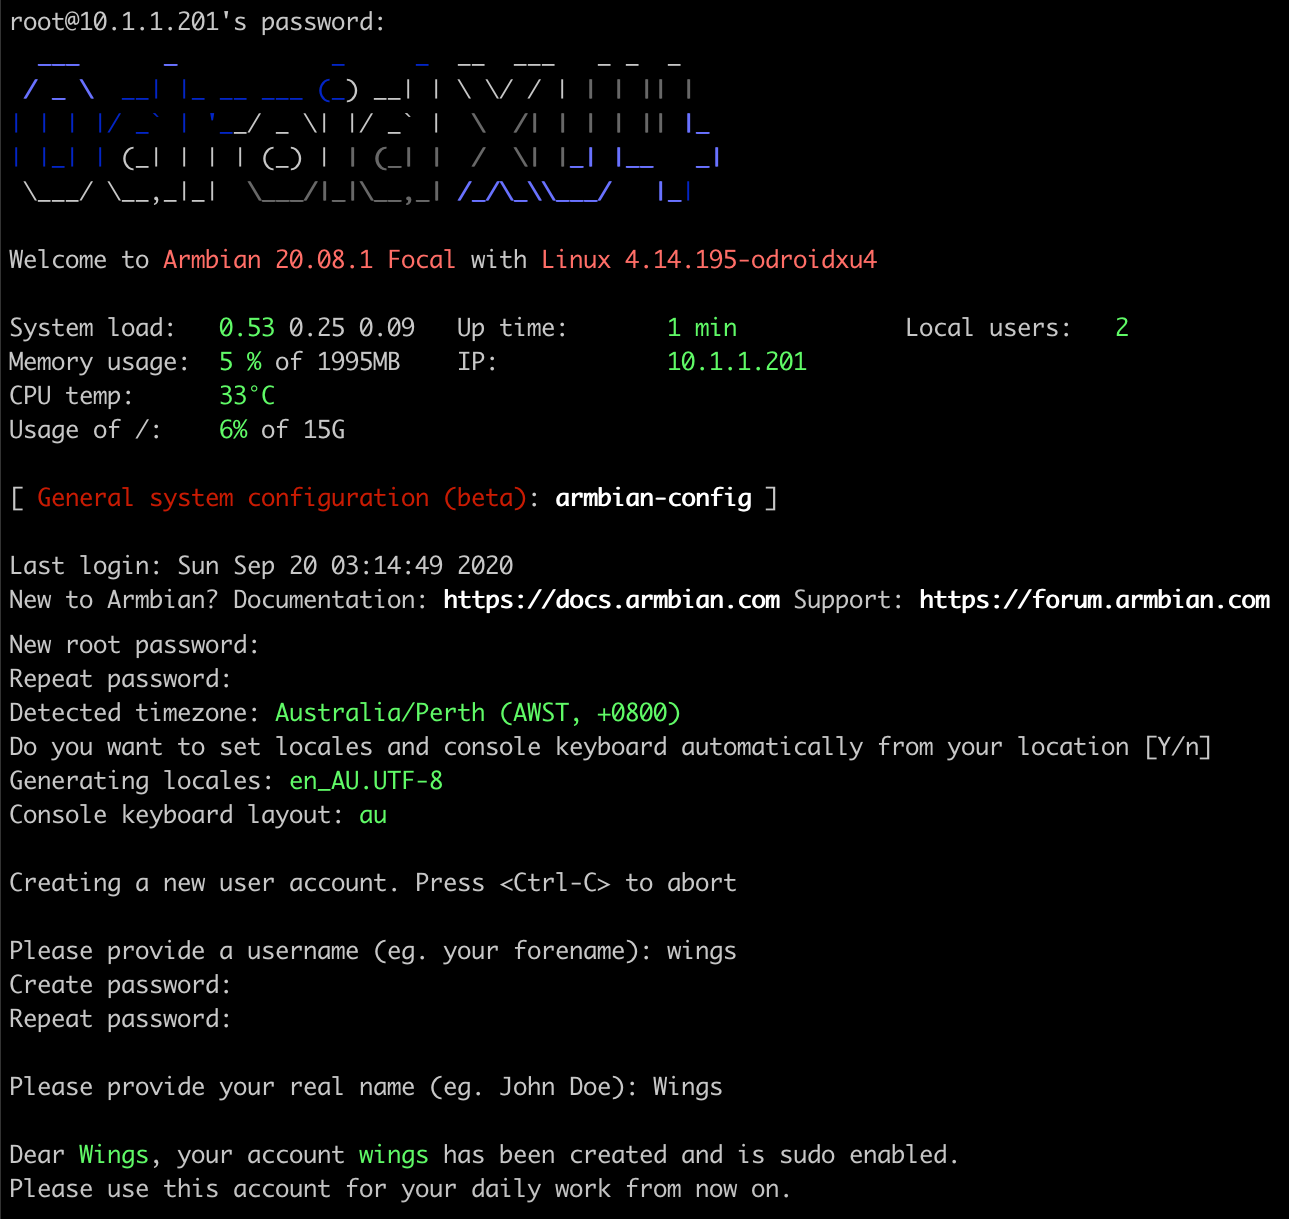 root@10.1.1.201's password:
Odroid XU4
Welcome to Armbian 20.08.1 Focal with Linux 4.14.195-odroidxu4
System load:   0.53 0.25 0.09   Up time:       1 min            Local users:   2
Memory usage:  5 % of 1995MB    IP:            10.1.1.201
CPU temp:      33°C
Usage of /:    6% of 15G
[ General system configuration (beta): armbian-config ]
Last login: Sun Sep 20 03:14:49 2020
New to Armbian? Documentation: https://docs.armbian.com Support: https://forum.armbian.com
New root password:
Repeat password:
Detected timezone: Australia/Perth (AWST, +0800)
Do you want to set locales and console keyboard automatically from your location [Y/n]
Generating locales: en_AU.UTF-8
Console keyboard layout: au
Creating a new user account. Press <Ctrl-C> to abort
Please provide a username (eg. your forename): wings
Create password:
Repeat password:
Please provide your real name (eg. John Doe): Wings
Dear Wings, your account wings has been created and is sudo enabled.
Please use this account for your daily work from now on.